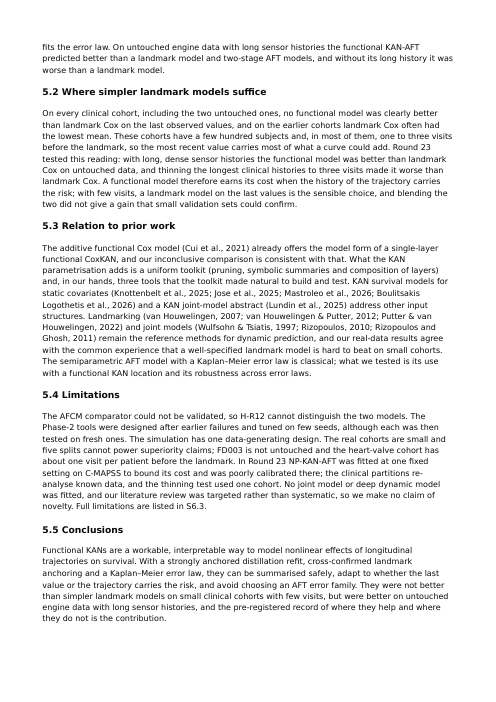 fits the error law. On untouched engine data with long sensor histories the functional KAN-AFT
predicted better than a landmark model and two-stage AFT models, and without its long history it was
worse than a landmark model.
5.2 Where simpler landmark models suffice
On every clinical cohort, including the two untouched ones, no functional model was clearly better
than landmark Cox on the last observed values, and on the earlier cohorts landmark Cox often had
the lowest mean. These cohorts have a few hundred subjects and, in most of them, one to three visits
before the landmark, so the most recent value carries most of what a curve could add. Round 23
tested this reading: with long, dense sensor histories the functional model was better than landmark
Cox on untouched data, and thinning the longest clinical histories to three visits made it worse than
landmark Cox. A functional model therefore earns its cost when the history of the trajectory carries
the risk; with few visits, a landmark model on the last values is the sensible choice, and blending the
two did not give a gain that small validation sets could confirm.
5.3 Relation to prior work
The additive functional Cox model (Cui et al., 2021) already offers the model form of a single-layer
functional CoxKAN, and our inconclusive comparison is consistent with that. What the KAN
parametrisation adds is a uniform toolkit (pruning, symbolic summaries and composition of layers)
and, in our hands, three tools that the toolkit made natural to build and test. KAN survival models for
static covariates (Knottenbelt et al., 2025; Jose et al., 2025; Mastroleo et al., 2026; Boulitsakis
Logothetis et al., 2026) and a KAN joint-model abstract (Lundin et al., 2025) address other input
structures. Landmarking (van Houwelingen, 2007; van Houwelingen & Putter, 2012; Putter & van
Houwelingen, 2022) and joint models (Wulfsohn & Tsiatis, 1997; Rizopoulos, 2010; Rizopoulos and
Ghosh, 2011) remain the reference methods for dynamic prediction, and our real-data results agree
with the common experience that a well-specified landmark model is hard to beat on small cohorts.
The semiparametric AFT model with a Kaplan–Meier error law is classical; what we tested is its use
with a functional KAN location and its robustness across error laws.
5.4 Limitations
The AFCM comparator could not be validated, so H-R12 cannot distinguish the two models. The
Phase-2 tools were designed after earlier failures and tuned on few seeds, although each was then
tested on fresh ones. The simulation has one data-generating design. The real cohorts are small and
five splits cannot power superiority claims; FD003 is not untouched and the heart-valve cohort has
about one visit per patient before the landmark. In Round 23 NP-KAN-AFT was fitted at one fixed
setting on C-MAPSS to bound its cost and was poorly calibrated there; the clinical partitions re-
analyse known data, and the thinning test used one cohort. No joint model or deep dynamic model
was fitted, and our literature review was targeted rather than systematic, so we make no claim of
novelty. Full limitations are listed in S6.3.
5.5 Conclusions
Functional KANs are a workable, interpretable way to model nonlinear effects of longitudinal
trajectories on survival. With a strongly anchored distillation refit, cross-confirmed landmark
anchoring and a Kaplan–Meier error law, they can be summarised safely, adapt to whether the last
value or the trajectory carries the risk, and avoid choosing an AFT error family. They were not better
than simpler landmark models on small clinical cohorts with few visits, but were better on untouched
engine data with long sensor histories, and the pre-registered record of where they help and where
they do not is the contribution.